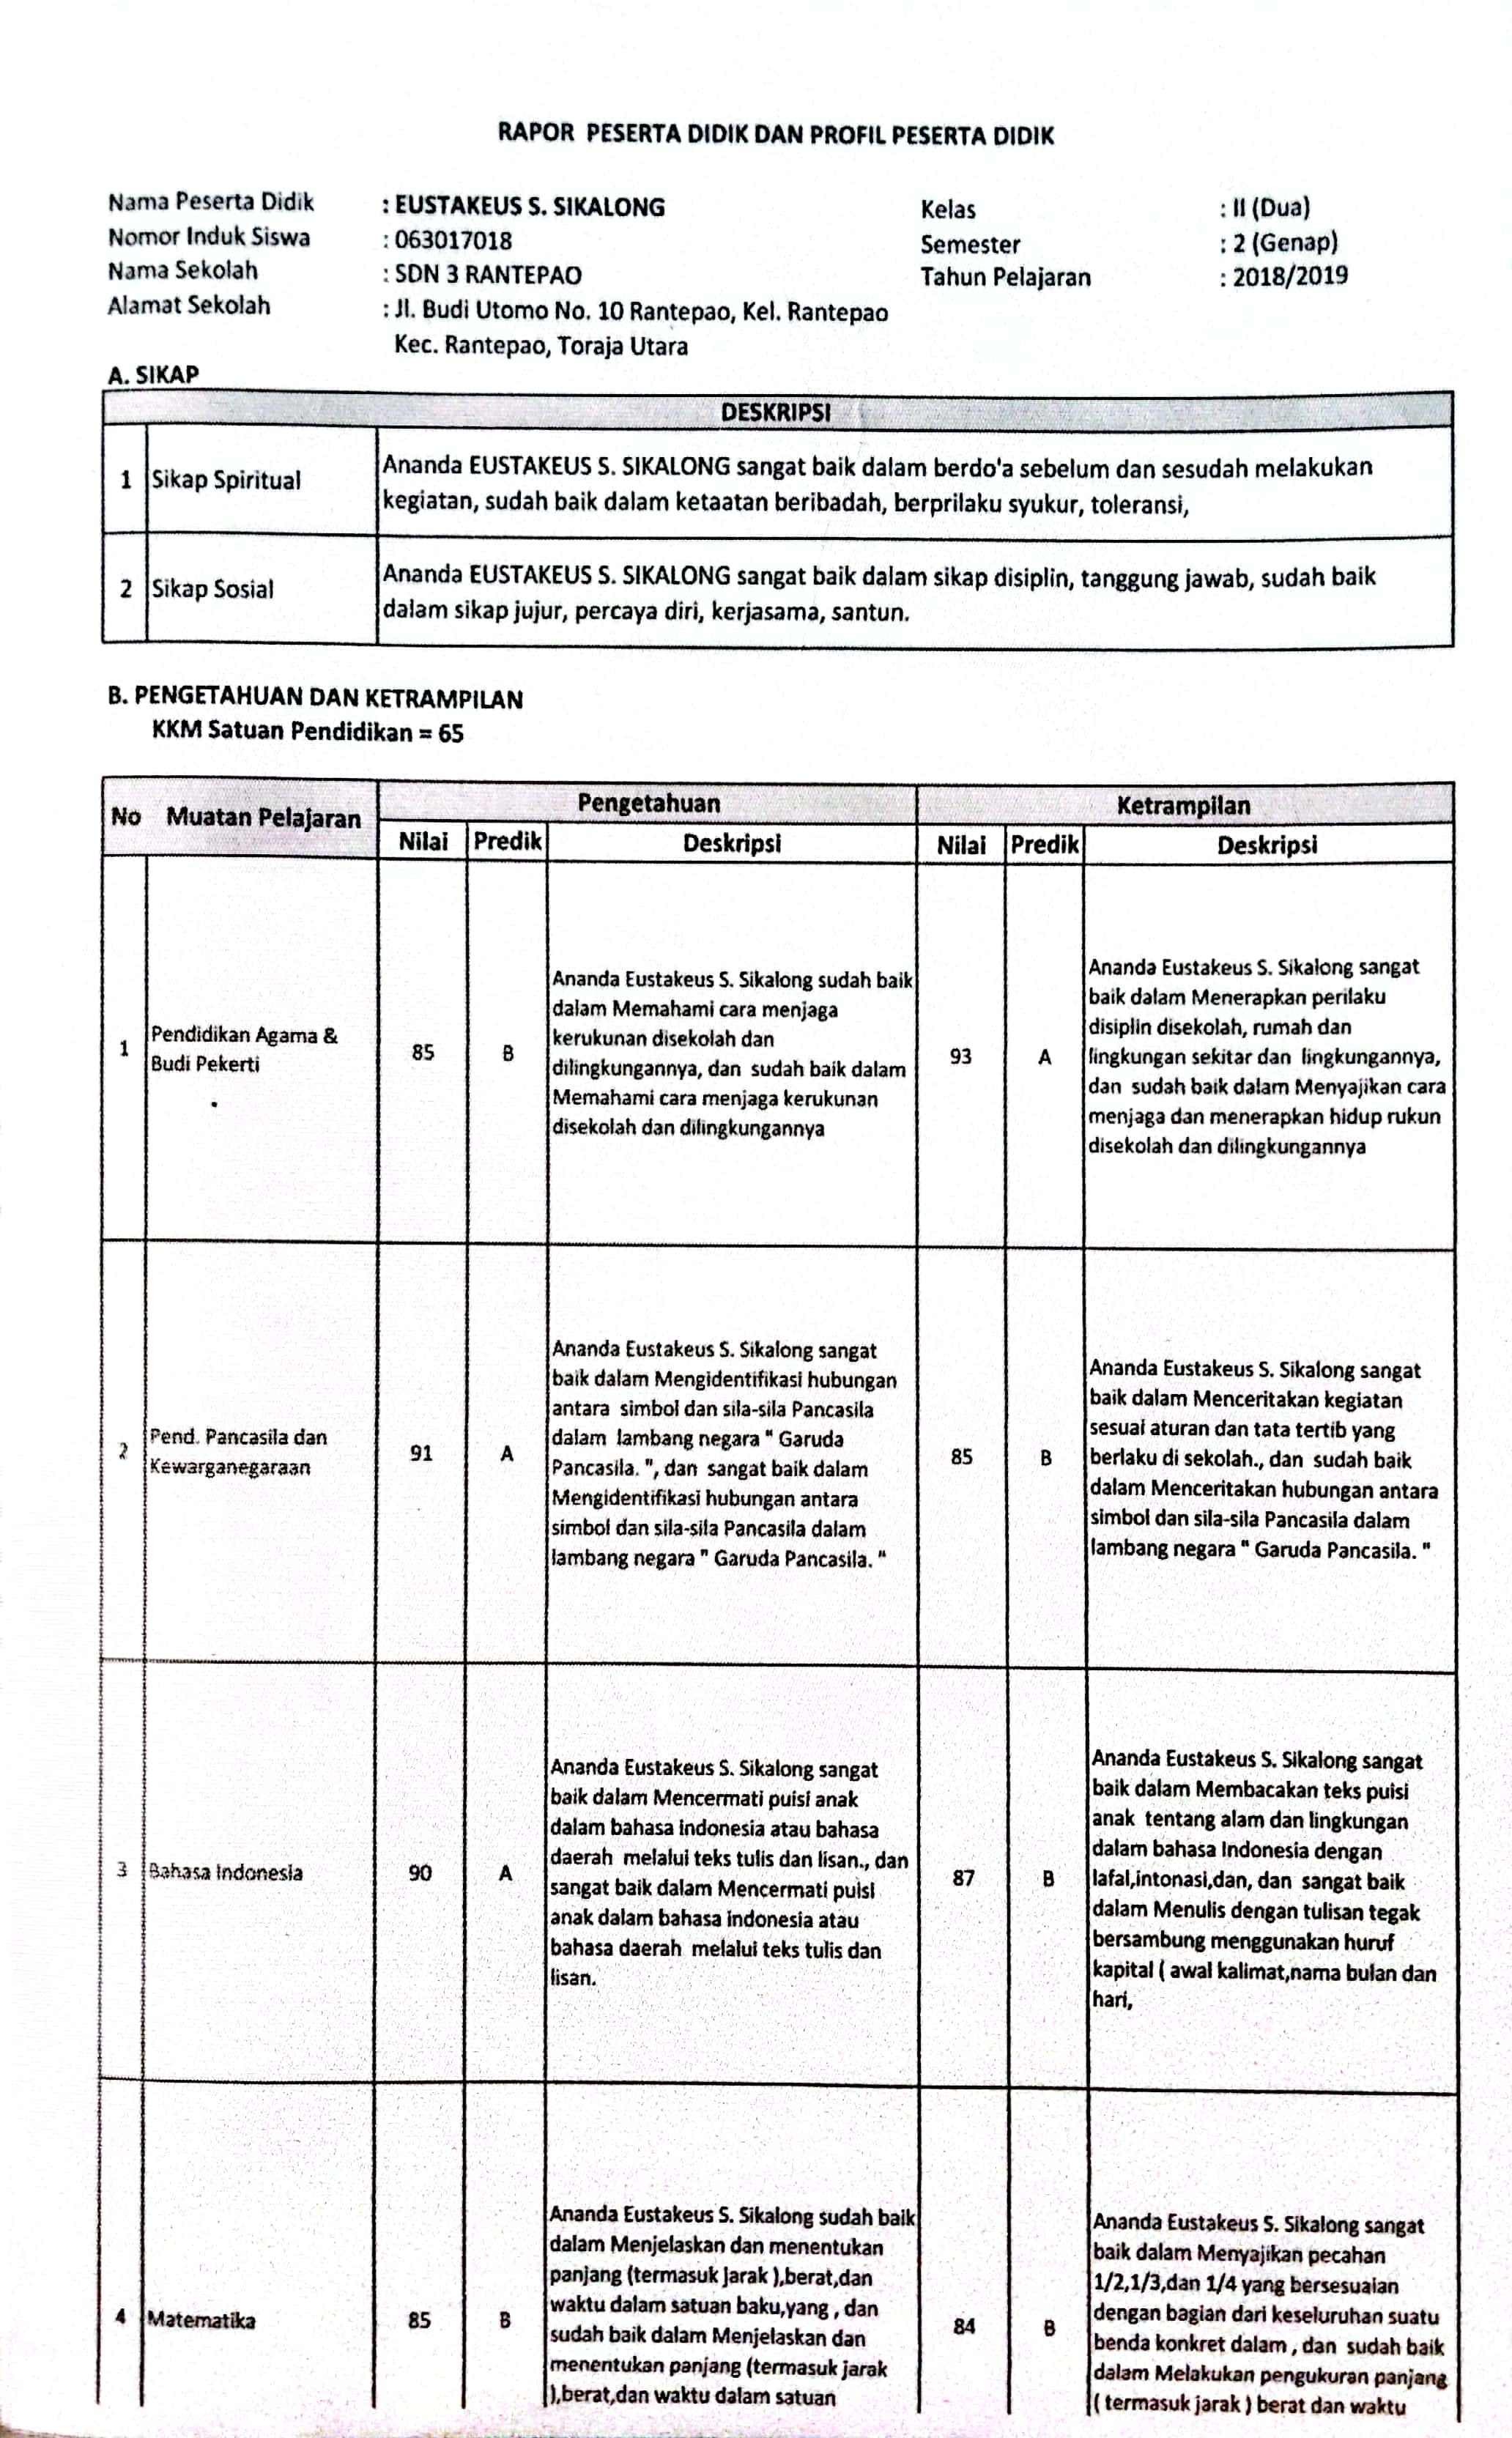 RAPOR PESERTA DIDIK DAN PROFIL PESERTA DIDIK
Nama Peserta Didik : EUSTAKEUS S. SIKALONG Kelas : II (Dua)
Nomor Induk Siswa : 063017018 Semester : 2 (Genap)
Nama Sekolah : SDN 3 RANTEPAO Tahun Pelajaran : 2018/2019
Alamat Sekolah : Jl. Budi Utomo No. 10 Rantepao, Kel. Rantepao
Kec. Rantepao, Toraja Utara
A. SIKAP
DESKRIPSI
1 Sikap Spiritual
Ananda EUSTAKEUS S. SIKALONG sangat baik dalam berdo'a sebelum dan sesudah melakukan
kegiatan, sudah baik dalam ketaatan beribadah, berprilaku syukur, toleransi,
2 Sikap Sosial
Ananda EUSTAKEUS S. SIKALONG sangat baik dalam sikap disiplin, tanggung jawab, sudah baik
dalam sikap jujur, percaya diri, kerjasama, santun.
B. PENGETAHUAN DAN KETRAMPILAN
KKM Satuan Pendidikan = 65
No Muatan Pelajaran Pengetahuan Ketrampilan
Nilai Predik Deskripsi Nilai Predik Deskripsi
1
Pendidikan Agama &
Budi Pekerti
85 B
Ananda Eustakeus S. Sikalong sudah baik
dalam Memahami cara menjaga
kerukunan disekolah dan
dilingkungannya, dan sudah baik dalam
Memahami cara menjaga kerukunan
disekolah dan dilingkungannya
93 A
Ananda Eustakeus S. Sikalong sangat
baik dalam Menerapkan perilaku
disiplin disekolah, rumah dan
lingkungan sekitar dan lingkungannya,
dan sudah baik dalam Menyajikan cara
menjaga dan menerapkan hidup rukun
disekolah dan dilingkungannya
2
Pend. Pancasila dan
Kewarganegaraan
91 A
Ananda Eustakeus S. Sikalong sangat
baik dalam Mengidentifikasi hubungan
antara simbol dan sila-sila Pancasila
dalam lambang negara " Garuda
Pancasila. ", dan sangat baik dalam
Mengidentifikasi hubungan antara
simbol dan sila-sila Pancasila dalam
lambang negara " Garuda Pancasila. "
85 B
Ananda Eustakeus S. Sikalong sangat
baik dalam Menceritakan kegiatan
sesuai aturan dan tata tertib yang
berlaku di sekolah., dan sudah baik
dalam Menceritakan hubungan antara
simbol dan sila-sila Pancasila dalam
lambang negara " Garuda Pancasila. "
3 Bahasa Indonesia
90 A
Ananda Eustakeus S. Sikalong sangat
baik dalam Mencermati puisi anak
dalam bahasa indonesia atau bahasa
daerah melalui teks tulis dan lisan., dan
sangat baik dalam Mencermati puisi
anak dalam bahasa indonesia atau
bahasa daerah melalui teks tulis dan
lisan.
87 B
Ananda Eustakeus S. Sikalong sangat
baik dalam Membacakan teks puisi
anak tentang alam dan lingkungan
dalam bahasa Indonesia dengan
lafal,intonasi,dan, dan sangat baik
dalam Menulis dengan tulisan tegak
bersambung menggunakan huruf
kapital ( awal kalimat,nama bulan dan
hari,
4 Matematika
85 B
Ananda Eustakeus S. Sikalong sudah baik
dalam Menjelaskan dan menentukan
panjang (termasuk jarak ),berat,dan
waktu dalam satuan baku,yang , dan
sudah baik dalam Menjelaskan dan
menentukan panjang (termasuk jarak
),berat,dan waktu dalam satuan
84 B
Ananda Eustakeus S. Sikalong sangat
baik dalam Menyajikan pecahan
1/2,1/3,dan 1/4 yang bersesuaian
dengan bagian dari keseluruhan suatu
benda konkret dalam , dan sudah baik
dalam Melakukan pengukuran panjang
( termasuk jarak ) berat dan waktu